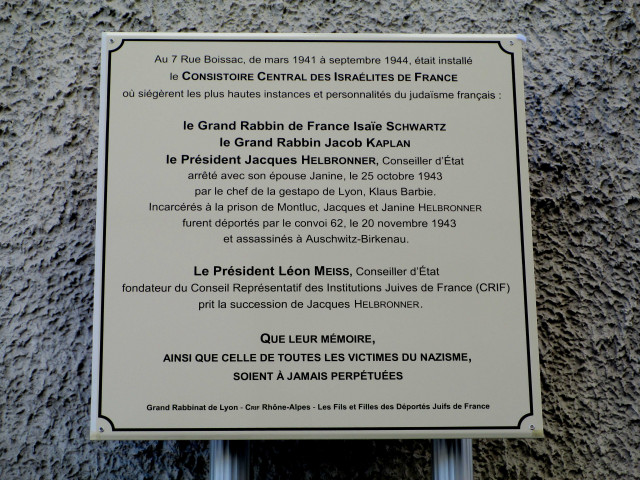 Au 7 Rue Boissac, de mars 1941 à septembre 1944, était installé
le CONSISTOIRE CENTRAL DES ISRAÉLITES DE FRANCE
où siégèrent les plus hautes instances et personnalités du judaïsme français :
le Grand Rabbin de France Isaïe SCHWARTZ
le Grand Rabbin Jacob KAPLAN
le Président Jacques HELBRONNER, Conseiller d'État
arrêté avec son épouse Janine, le 25 octobre 1943
par le chef de la gestapo de Lyon, Klaus Barbie.
Incarcérés à la prison de Montluc, Jacques et Janine HELBRONNER
furent déportés par le convoi 62, le 20 novembre 1943
et assassinés à Auschwitz-Birkenau.
Le Président Léon MEISS, Conseiller d'État
fondateur du Conseil Représentatif des Institutions Juives de France (CRIF)
prit la succession de Jacques HELBRONNER.
QUE LEUR MÉMOIRE,
AINSI QUE CELLE DE TOUTES LES VICTIMES DU NAZISME,
SOIENT À JAMAIS PERPÉTUÉES
Grand Rabbinat de Lyon - CRIF Rhône-Alpes - Les Fils et Filles des Déportés Juifs de France